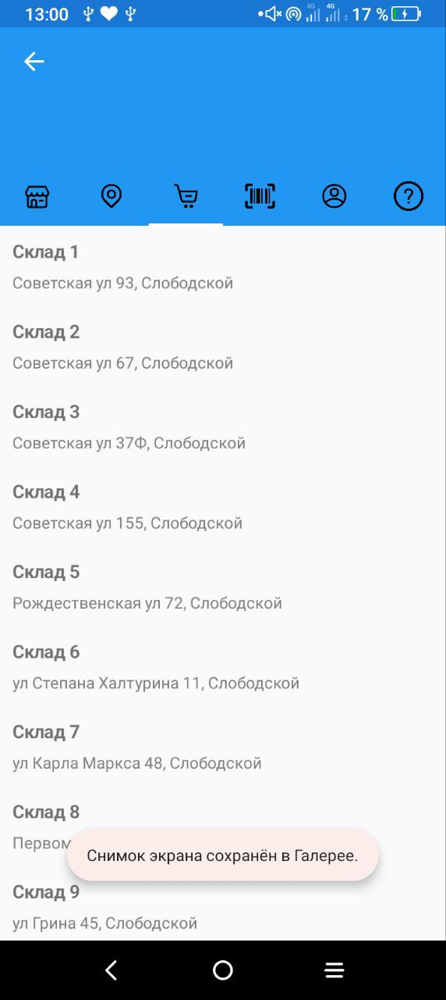 13:00
4G 4G
17 %
Склад 1
Советская ул 93, Слободской
Склад 2
Советская ул 67, Слободской
Склад 3
Советская ул 37Ф, Слободской
Склад 4
Советская ул 155, Слободской
Склад 5
Рождественская ул 72, Слободской
Склад 6
ул Степана Халтурина 11, Слободской
Склад 7
ул Карла Маркса 48, Слободской
Склад 8
Снимок экрана сохранён в Галерее.
Склад 9
ул Грина 45, Слободской